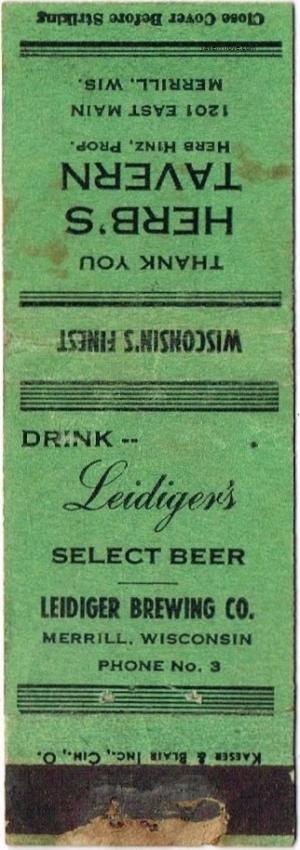 Close Cover Before Striking
THANK YOU
HERB'S
TAVERN
HERB HINZ, PROP.
1201 EAST MAIN
MERRILL, WIS.
WISCONSIN'S FINEST
DRINK --
Leidiger's
SELECT BEER
LEIDIGER BREWING CO.
MERRILL, WISCONSIN
PHONE No. 3
KAESER & BLAIR INC., CIN., O.